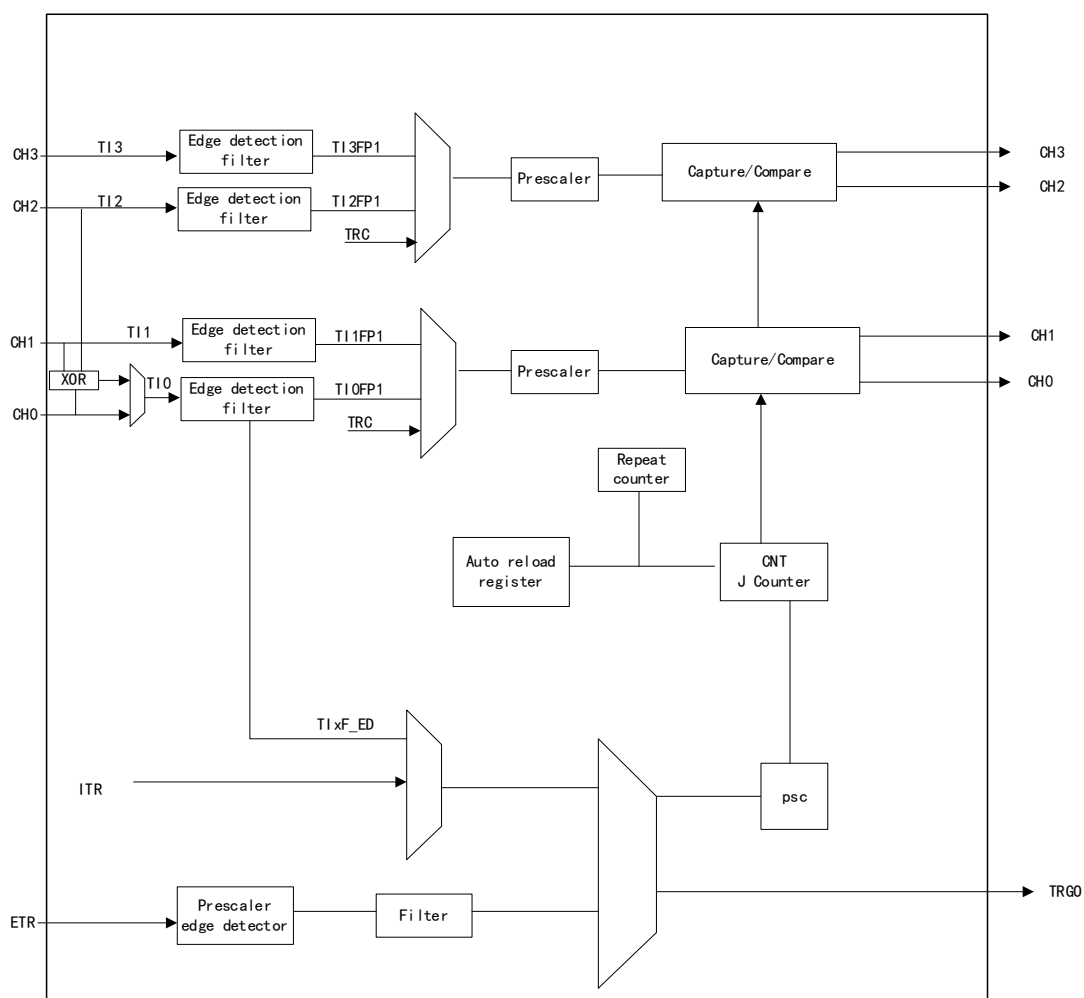 CH3
TI3
Edge detection
filter
TI3FP1
Prescaler
Capture/Compare
CH3
CH2
TI2
Edge detection
filter
TI2FP1
TRC
CH2
CH1
TI1
Edge detection
filter
TI1FP1
Prescaler
Capture/Compare
CH1
XOR
TI0
Edge detection
filter
TI0FP1
CH0
CH0
TRC
Repeat
counter
Auto reload
register
CNT
J Counter
TIxF_ED
ITR
psc
ETR
Prescaler
edge detector
Filter
TRGO